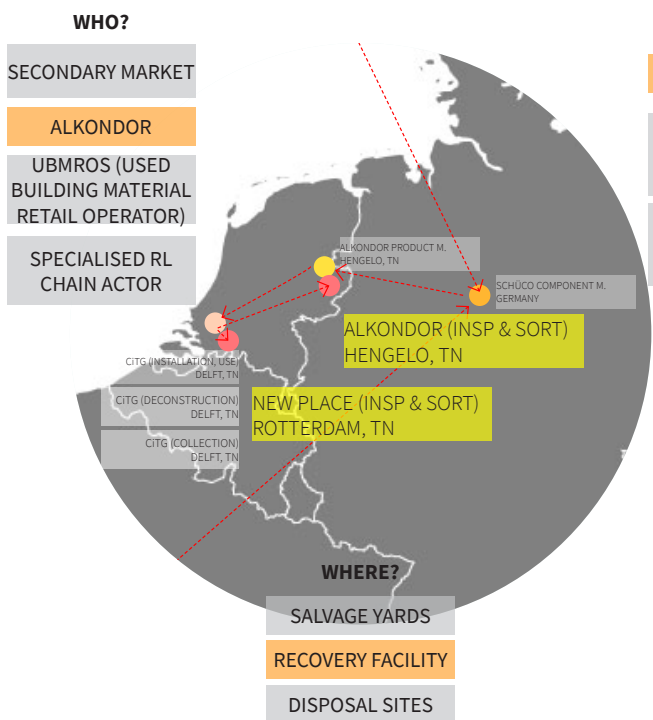 WHO?
SECONDARY MARKET
ALKONDOR
UBMROS (USED
BUILDING MATERIAL
RETAIL OPERATOR)
SPECIALISED RL
CHAIN ACTOR
ALKONDOR PRODUCT M.
HENGELO, TN
SCHÜCO COMPONENT M.
GERMANY
ALKONDOR (INSP & SORT)
HENGELO, TN
CiTG (INSTALLATION, USE)
DELFT, TN
CiTG (DECONSTRUCTION)
DELFT, TN
CiTG (COLLECTION)
DELFT, TN
NEW PLACE (INSP & SORT)
ROTTERDAM, TN
WHERE?
SALVAGE YARDS
RECOVERY FACILITY
DISPOSAL SITES